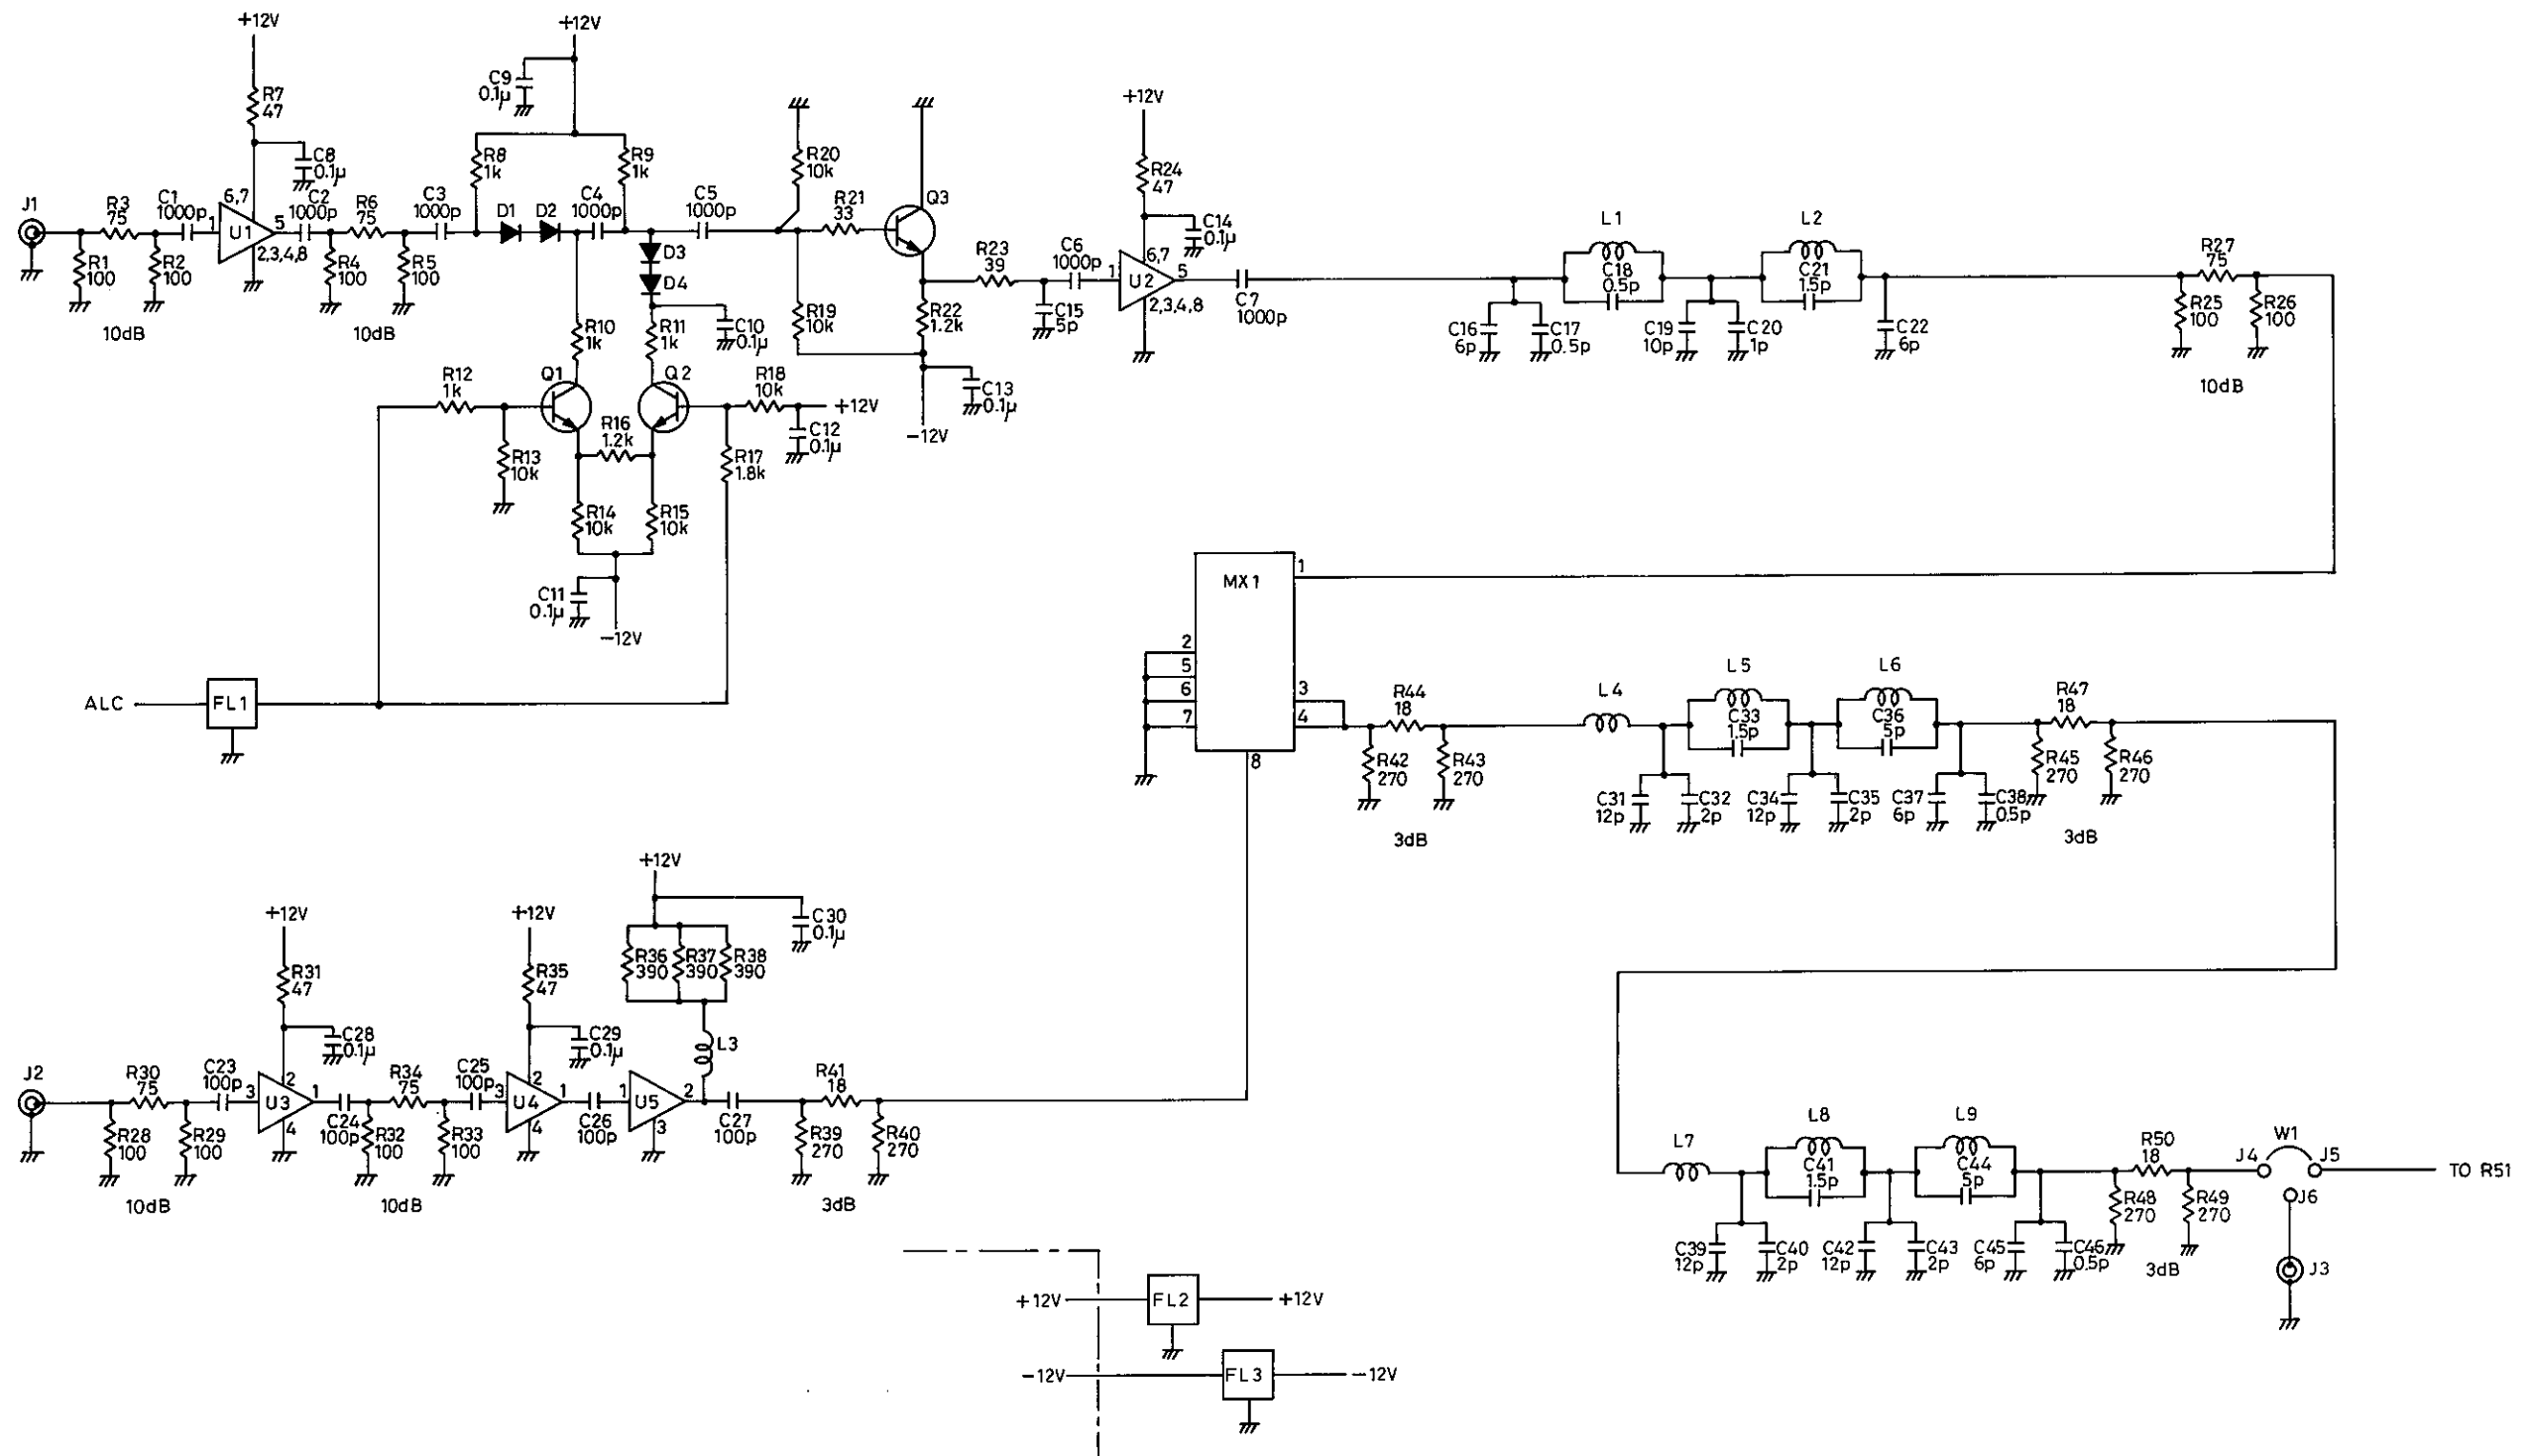 +12V
R7
47
C8
0.1µ
J1
R3
75
C1
1000p
1
6,7
U1
5
2,3,4,8
C2
1000p
R6
75
C3
1000p
R1
100
R2
100
R4
100
R5
100
10dB
10dB
+12V
C9
0.1µ
R8
1k
R9
1k
D1
D2
C4
1000p
C5
1000p
D3
D4
R10
1k
R11
1k
C10
0.1µ
R20
10k
R21
33
Q3
R19
10k
R22
1.2k
C13
0.1µ
-12V
R12
1k
Q1
Q2
R18
10k
+12V
C12
0.1µ
R13
10k
R16
1.2k
R17
1.8k
R14
10k
R15
10k
C11
0.1µ
-12V
ALC
FL1
R23
39
C15
5p
C6
1000p
+12V
R24
47
C14
0.1µ
1
6,7
U2
5
2,3,4,8
C7
1000p
L1
C18
0.5p
L2
C21
1.5p
C16
6p
C17
0.5p
C19
10p
C20
1p
C22
6p
R27
75
R25
100
R26
100
10dB
MX1
1
2
5
6
7
3
4
8
R44
18
R42
270
R43
270
3dB
L4
L5
C33
1.5p
L6
C36
5p
C31
12p
C32
2p
C34
12p
C35
2p
C37
6p
C38
0.5p
R47
18
R45
270
R46
270
3dB
J2
R30
75
C23
100p
3
+12V
R31
47
C28
0.1µ
2
U3
1
4
C24
100p
R34
75
C25
100p
3
R28
100
R29
100
R32
100
R33
100
10dB
10dB
+12V
R35
47
C29
0.1µ
2
U4
1
4
C26
100p
1
U5
2
3
+12V
C30
0.1µ
R36
390
R37
390
R38
390
L3
C27
100p
R41
18
R39
270
R40
270
3dB
L7
L8
C41
1.5p
L9
C44
5p
C39
12p
C40
2p
C42
12p
C43
2p
C45
6p
C46
0.5p
R50
18
R48
270
R49
270
3dB
J4
W1
J5
J6
J3
TO R51
+12V
FL2
+12V
-12V
FL3
-12V